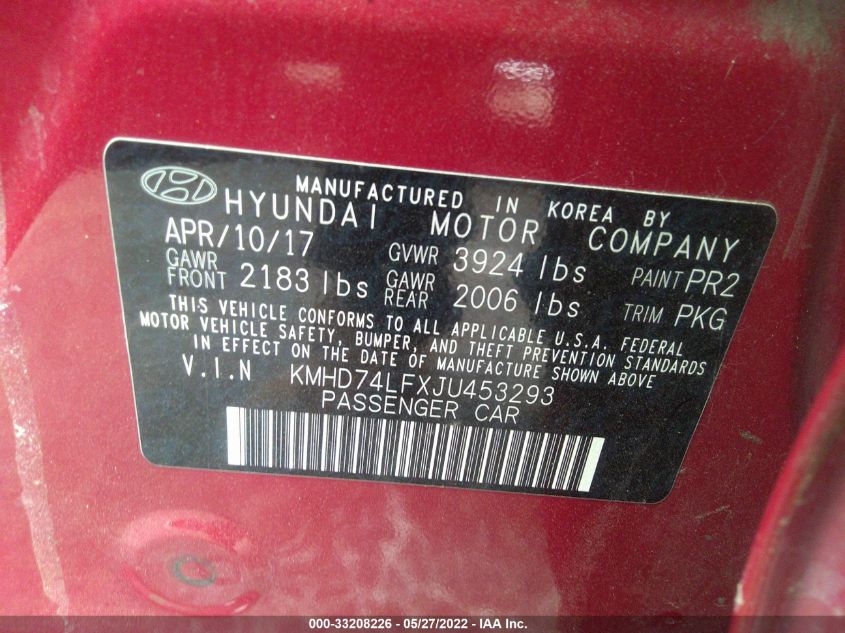 MANUFACTURED IN KOREA BY
HYUNDAI MOTOR COMPANY
APR/10/17 GVWR 3924 lbs PAINT PR2
GAWR FRONT 2183 lbs GAWR REAR 2006 lbs TRIM PKG
THIS VEHICLE CONFORMS TO ALL APPLICABLE U.S.A. FEDERAL
MOTOR VEHICLE SAFETY, BUMPER, AND THEFT PREVENTION STANDARDS
IN EFFECT ON THE DATE OF MANUFACTURE SHOWN ABOVE
V.I.N KMHD74LFXJU453293
PASSENGER CAR
000-33208226 - 05/27/2022 - IAA Inc.